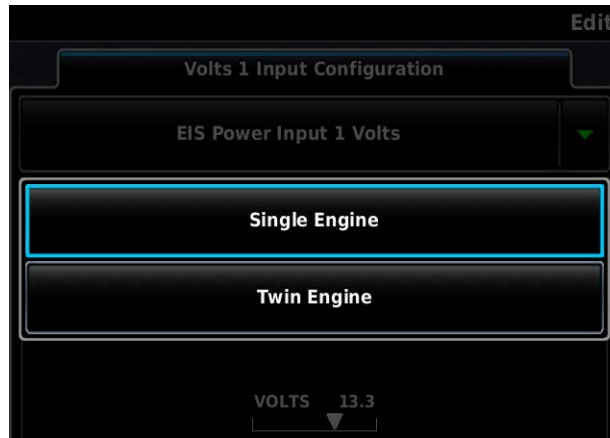 Edit
Volts 1 Input Configuration
EIS Power Input 1 Volts
Single Engine
Twin Engine
VOLTS 13.3